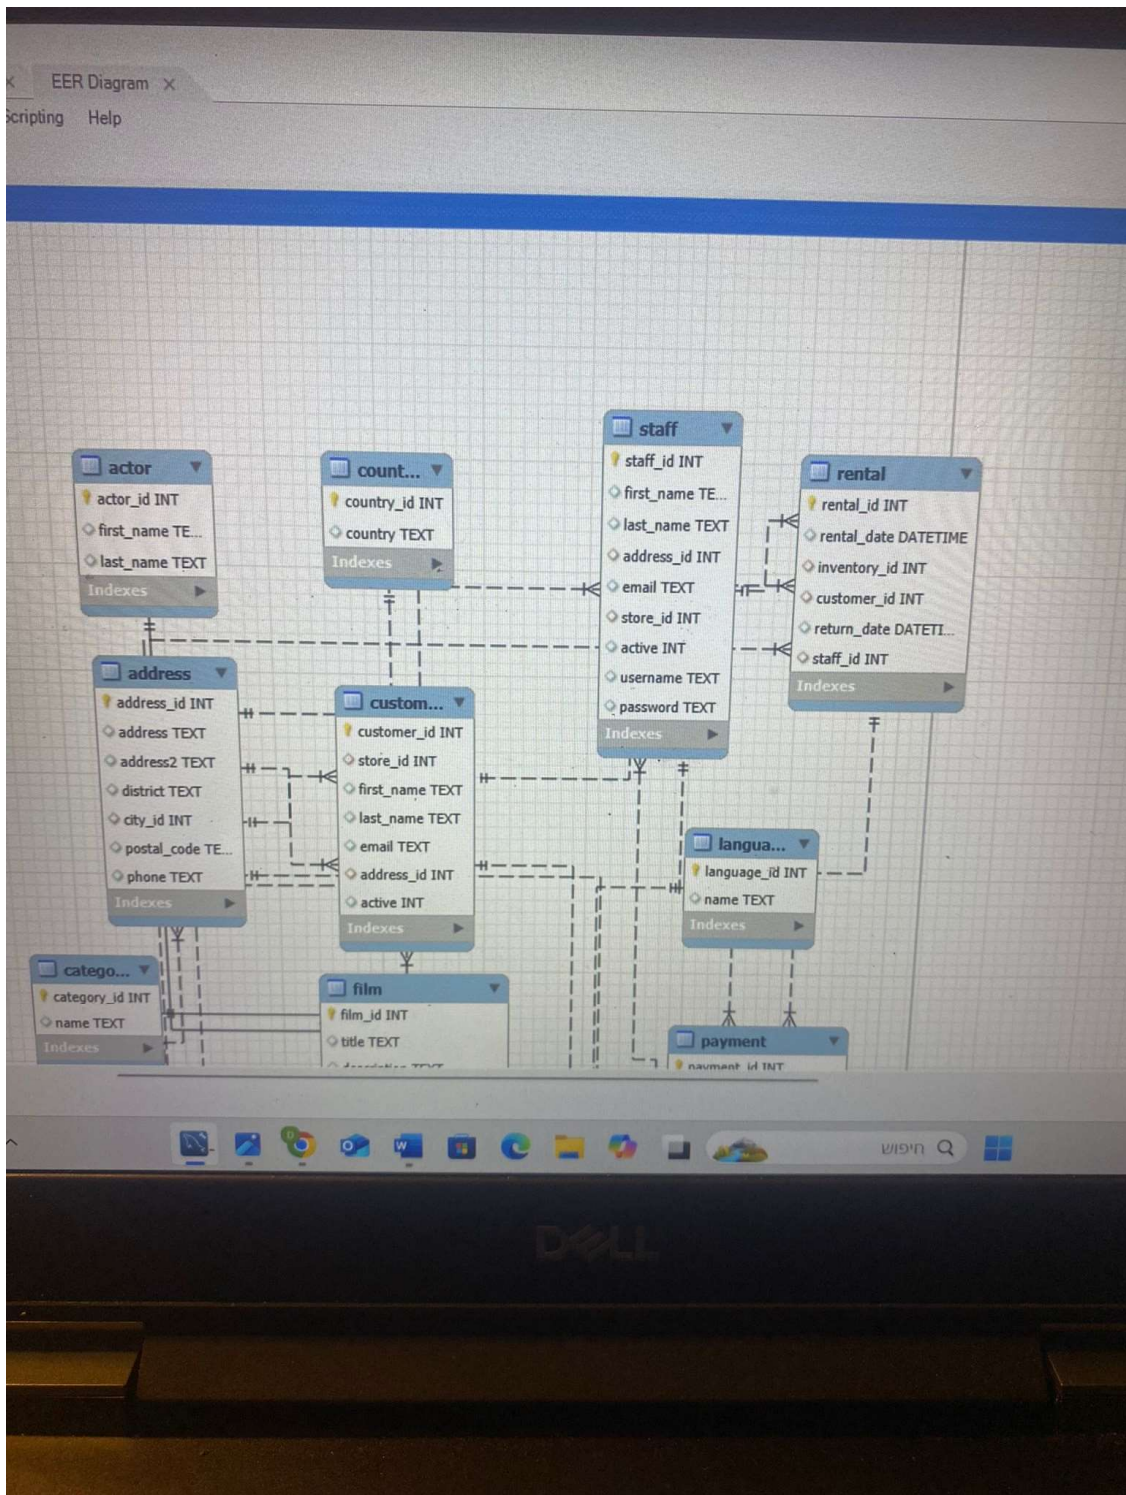 EER Diagram
Scripting Help
actor
actor_id INT
first_name TE...
last_name TEXT
Indexes
count...
country_id INT
country TEXT
Indexes
staff
staff_id INT
first_name TE...
last_name TEXT
address_id INT
email TEXT
store_id INT
active INT
username TEXT
password TEXT
Indexes
rental
rental_id INT
rental_date DATETIME
inventory_id INT
customer_id INT
return_date DATETI...
staff_id INT
Indexes
address
address_id INT
address TEXT
address2 TEXT
district TEXT
city_id INT
postal_code TE...
phone TEXT
Indexes
custom...
customer_id INT
store_id INT
first_name TEXT
last_name TEXT
email TEXT
address_id INT
active INT
Indexes
langua...
language_id INT
name TEXT
Indexes
catego...
category_id INT
name TEXT
Indexes
film
film_id INT
title TEXT
description TEXT
payment
payment_id INT
חיפוש
DELL